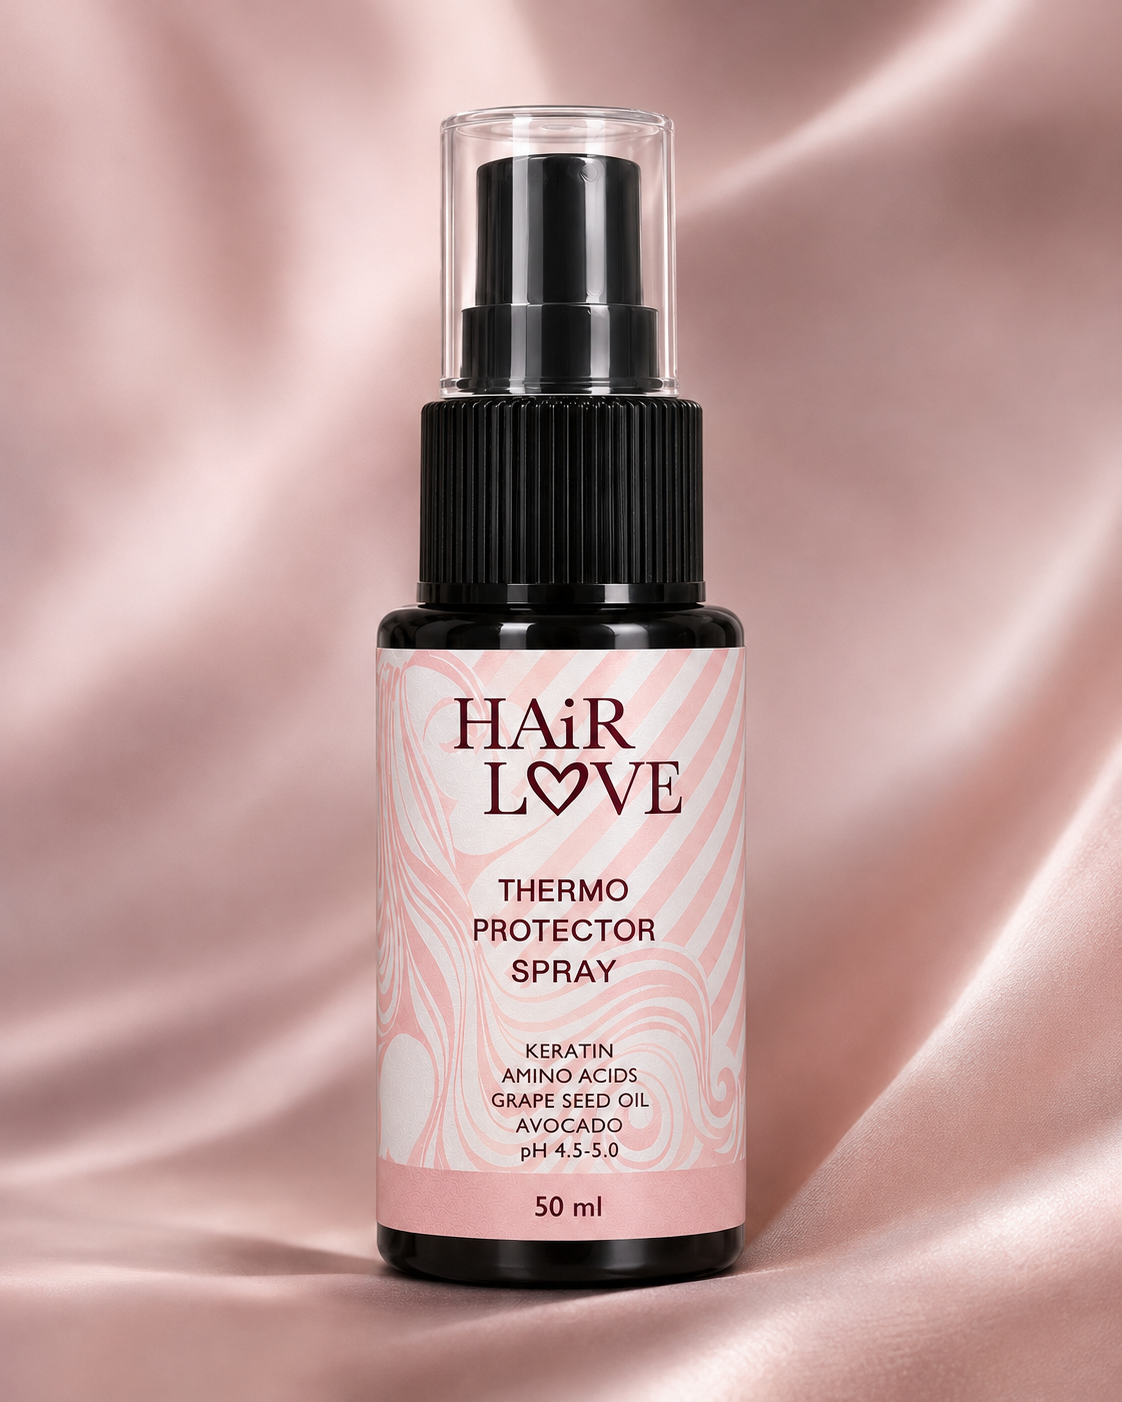 HAiR
LOVE
THERMO
PROTECTOR
SPRAY
KERATIN
AMINO ACIDS
GRAPE SEED OIL
AVOCADO
pH 4.5-5.0
50 ml